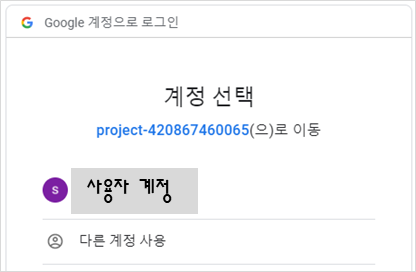 Google 계정으로 로그인
계정 선택
project-420867460065(으)로 이동
S
사용자 계정
다른 계정 사용